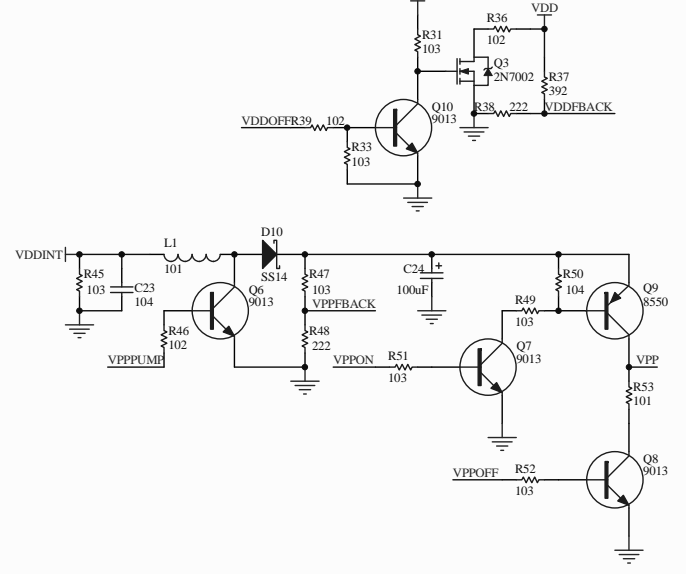 VDD
R36
102
R31
103
Q3
2N7002
R37
392
Q10
9013
R38 222 VDDFBACK
VDDOFF R39 102
R33
103
D10
L1
VDDINT
101
SS14
R45
103
C23
104
Q6
9013
R47
103
C24 +
100uF
R50
104
Q9
8550
R49
103
VPPFBACK
R46
102
R48
222
Q7
9013
VPPPUMP
VPPON R51
103
VPP
R53
101
Q8
9013
VPPOFF R52
103